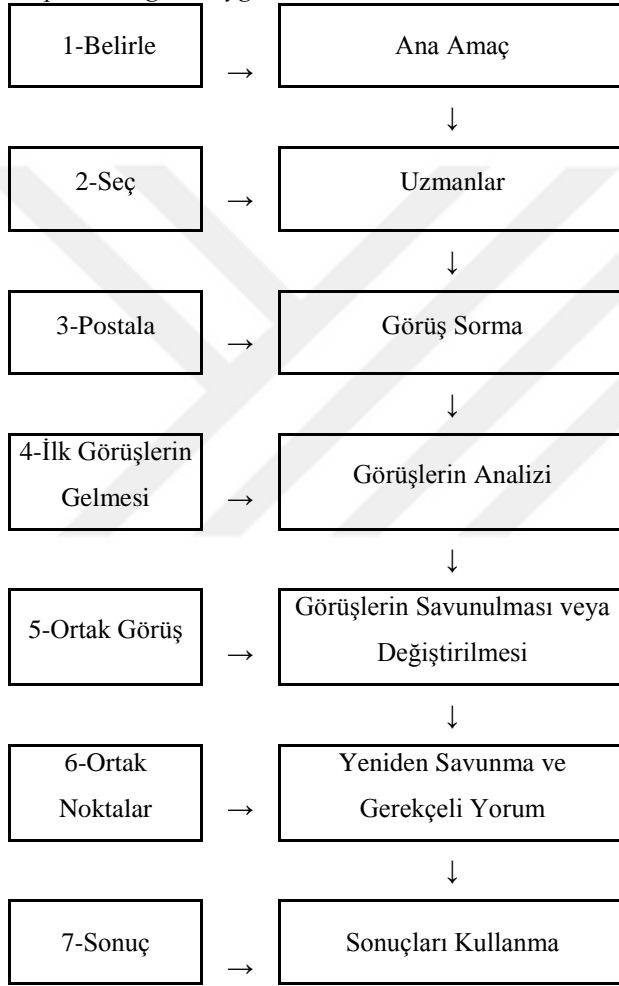 1-Belirle
→
Ana Amaç
↓
2-Seç
→
Uzmanlar
↓
3-Postala
→
Görüş Sorma
↓
4-İlk Görüşlerin
Gelmesi
→
Görüşlerin Analizi
↓
5-Ortak Görüş
→
Görüşlerin Savunulması veya
Değiştirilmesi
↓
6-Ortak
Noktalar
→
Yeniden Savunma ve
Gerekçeli Yorum
↓
7-Sonuç
→
Sonuçları Kullanma